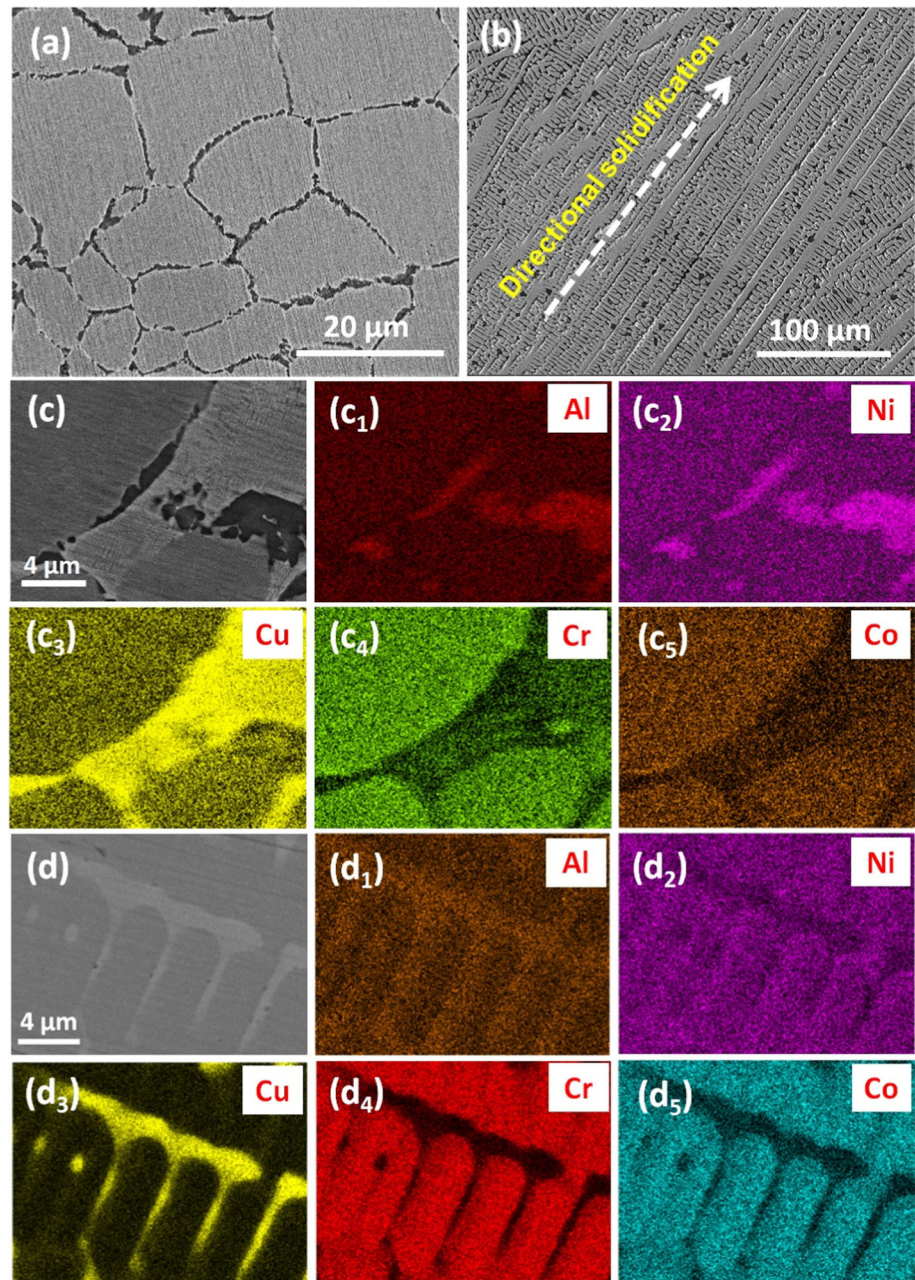 (a)
20 μm
(b)
Directional solidification
100 μm
(c)
4 μm
(c₁)
Al
(c₂)
Ni
(c₃)
Cu
(c₄)
Cr
(c₅)
Co
(d)
4 μm
(d₁)
Al
(d₂)
Ni
(d₃)
Cu
(d₄)
Cr
(d₅)
Co